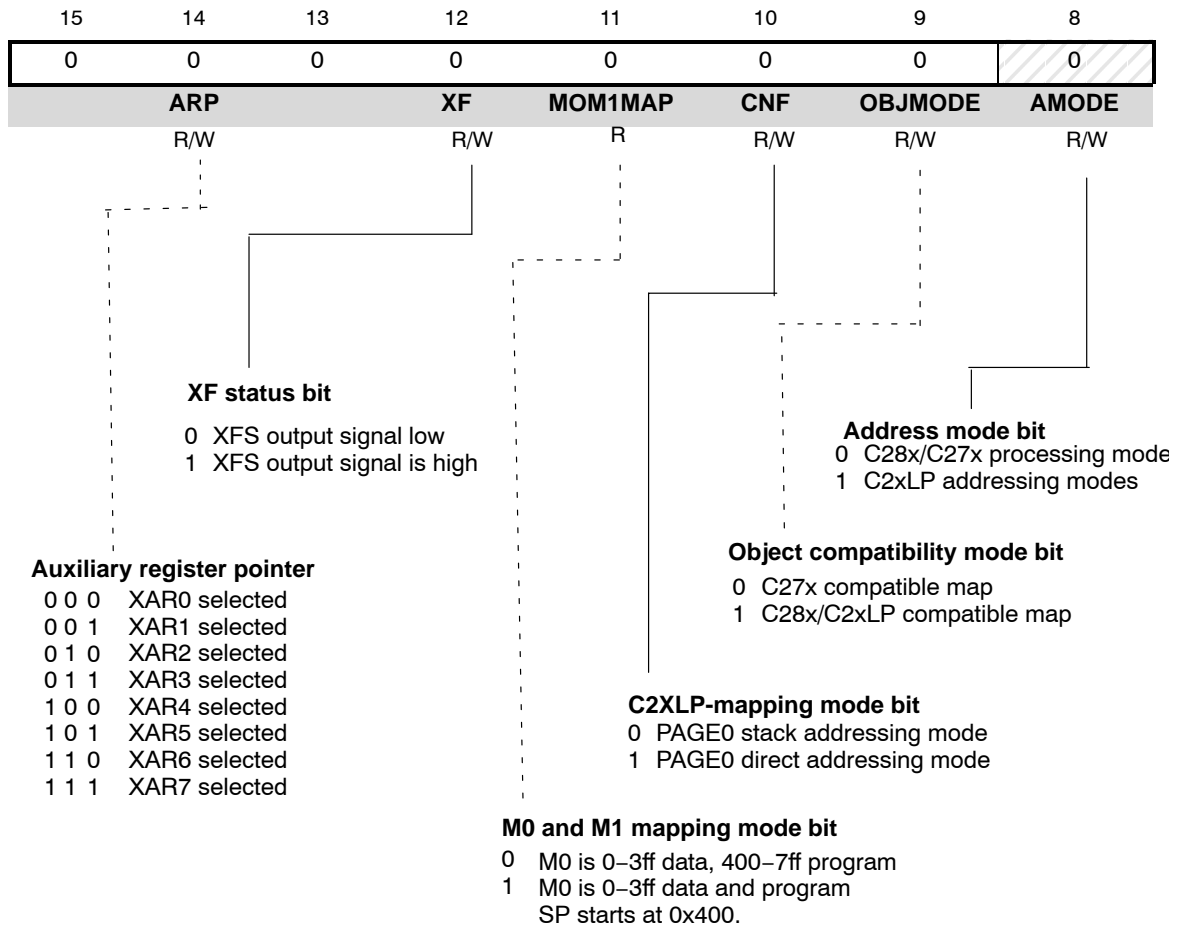 15 14 13 12 11 10 9 8
0 0 0 0 0 0 0 0
ARP XF MOM1MAP CNF OBJMODE AMODE
R/W R/W R R/W R/W R/W
XF status bit
0 XFS output signal low
1 XFS output signal is high
Address mode bit
0 C28x/C27x processing mode
1 C2xLP addressing modes
Object compatibility mode bit
0 C27x compatible map
1 C28x/C2xLP compatible map
Auxiliary register pointer
0 0 0 XAR0 selected
0 0 1 XAR1 selected
0 1 0 XAR2 selected
0 1 1 XAR3 selected
1 0 0 XAR4 selected
1 0 1 XAR5 selected
1 1 0 XAR6 selected
1 1 1 XAR7 selected
C2XLP-mapping mode bit
0 PAGE0 stack addressing mode
1 PAGE0 direct addressing mode
M0 and M1 mapping mode bit
0 M0 is 0−3ff data, 400−7ff program
1 M0 is 0−3ff data and program
SP starts at 0x400.